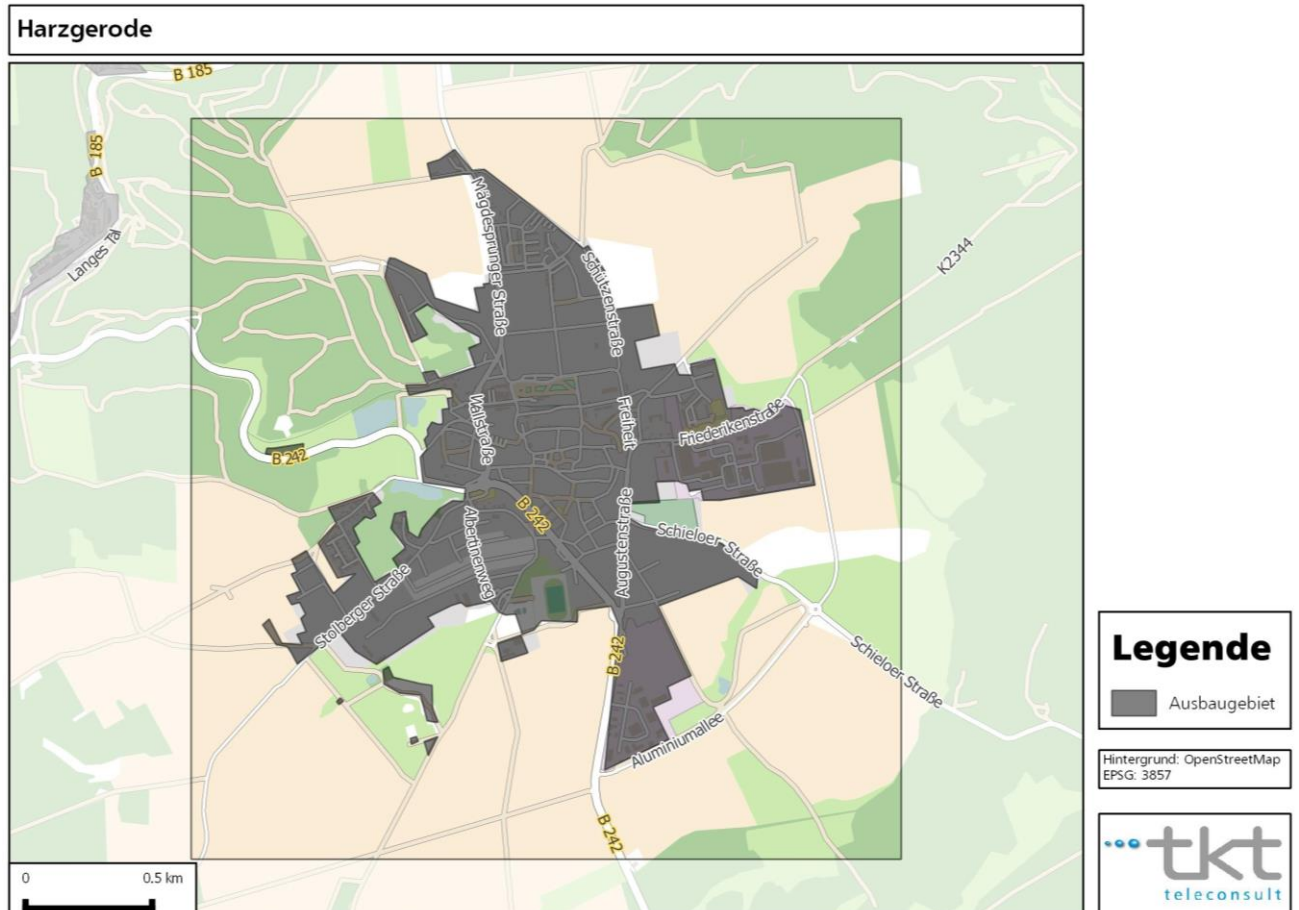 Harzgerode
B 185
B 185
Langes Tal
Mägdesprunger Straße
Schützenstraße
K2344
Wallstraße
Freiheit
Friederikenstraße
B 242
B 242
Albertinenweg
Augustenstraße
Schieloer Straße
Stolberger Straße
B 242
Schieloer Straße
Aluminiumallee
B 242
0 0.5 km
Legende
Ausbaugebiet
Hintergrund: OpenStreetMap
EPSG: 3857
tkt
teleconsult